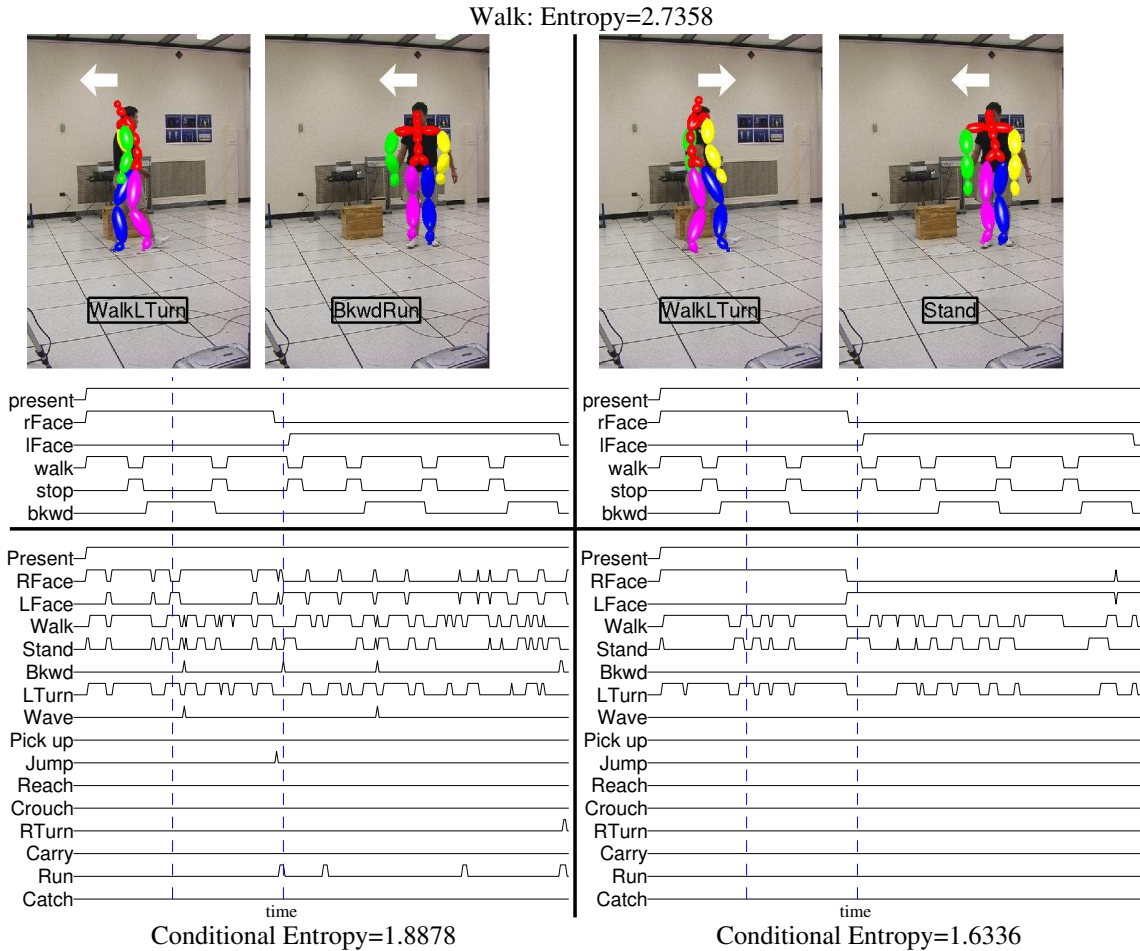 Walk: Entropy=2.7358
WalkLTurn
BkwdRun
WalkLTurn
Stand
present
rFace
lFace
walk
stop
bkwd
present
rFace
lFace
walk
stop
bkwd
Present
RFace
LFace
Walk
Stand
Bkwd
LTurn
Wave
Pick up
Jump
Reach
Crouch
RTurn
Carry
Run
Catch
time
Present
RFace
LFace
Walk
Stand
Bkwd
LTurn
Wave
Pick up
Jump
Reach
Crouch
RTurn
Carry
Run
Catch
time
Conditional Entropy=1.8878
Conditional Entropy=1.6336